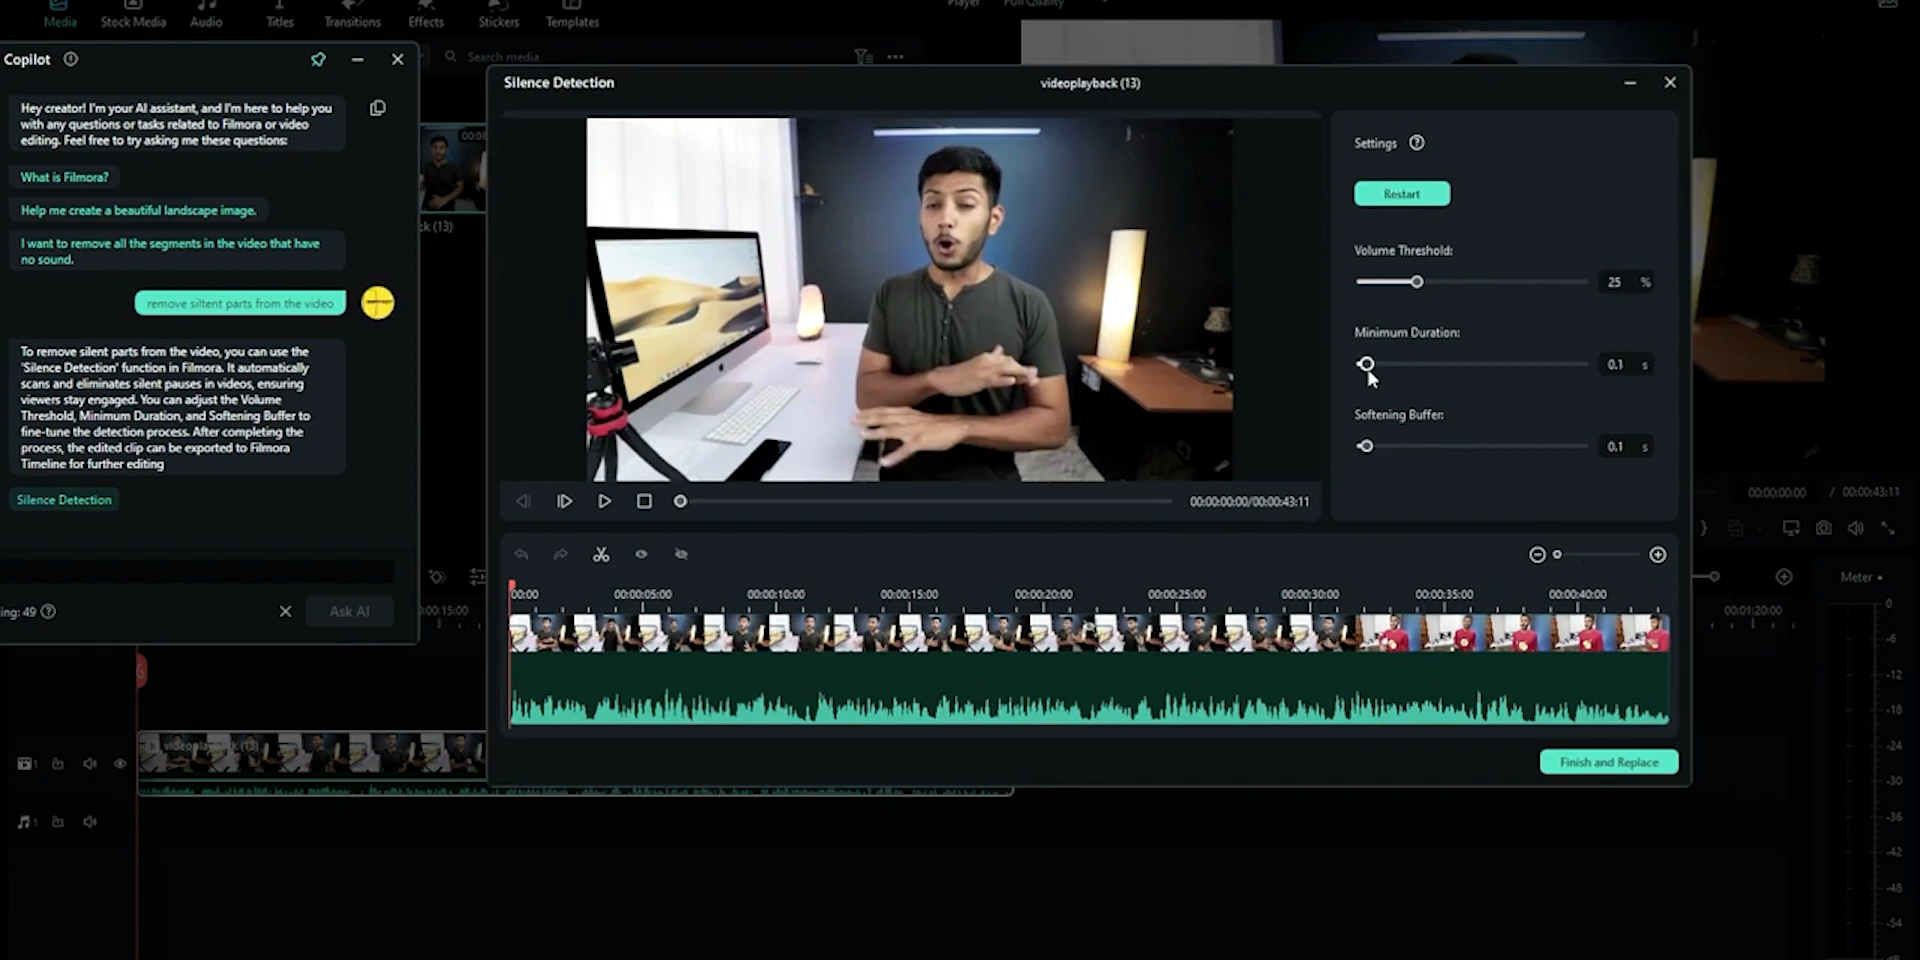 Media
Stock Media
Audio
Titles
Transitions
Effects
Stickers
Templates
Player
Full Quality
Copilot
Search media
Hey creator! I'm your AI assistant, and I'm here to help you
with any questions or tasks related to Filmora or video
editing. Feel free to try asking me these questions:
What is Filmora?
Help me create a beautiful landscape image.
I want to remove all the segments in the video that have
no sound.
remove siltent parts from the video
To remove silent parts from the video, you can use the
'Silence Detection' function in Filmora. It automatically
scans and eliminates silent pauses in videos, ensuring
viewers stay engaged. You can adjust the Volume
Threshold, Minimum Duration, and Softening Buffer to
fine-tune the detection process. After completing the
process, the edited clip can be exported to Filmora
Timeline for further editing
Silence Detection
ing: 49
Ask AI
00:08
ck (13)
Silence Detection
videoplayback (13)
Settings
Restart
Volume Threshold:
25 %
Minimum Duration:
0.1 s
Softening Buffer:
0.1 s
00:00:00:00/00:00:43:11
00:00
00:00:05:00
00:00:10:00
00:00:15:00
00:00:20:00
00:00:25:00
00:00:30:00
00:00:35:00
00:00:40:00
Finish and Replace
00:00:00:00 / 00:00:43:11
Meter
0:00:15:00
00:01:20:00
0
-6
-12
-18
-24
-30
-36
-42
-48
-54
videoplayback (13)
1
1